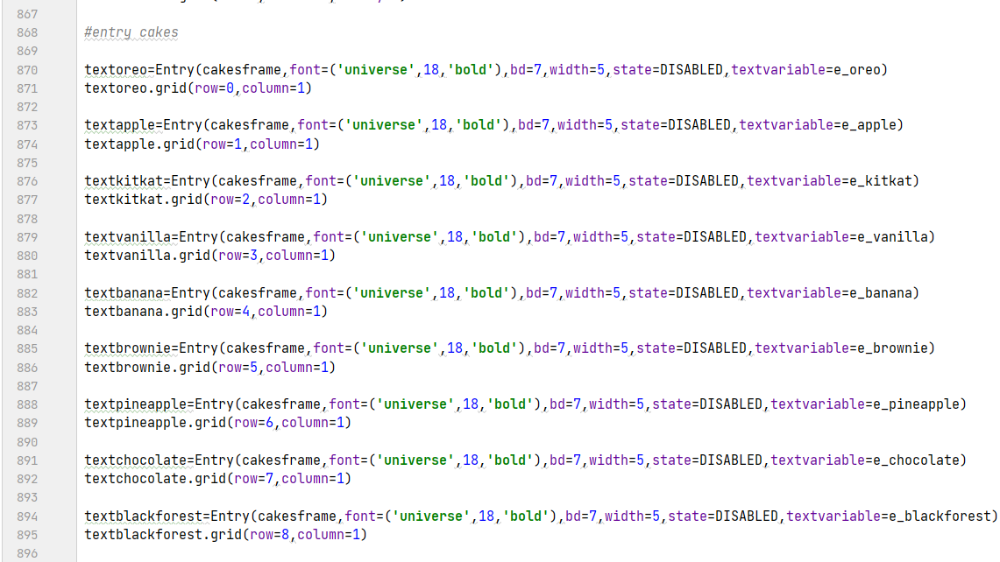 867
868 #entry cakes
869
870 textoreo=Entry(cakesframe,font=('universe',18,'bold'),bd=7,width=5,state=DISABLED,textvariable=e_oreo)
871 textoreo.grid(row=0,column=1)
872
873 textapple=Entry(cakesframe,font=('universe',18,'bold'),bd=7,width=5,state=DISABLED,textvariable=e_apple)
874 textapple.grid(row=1,column=1)
875
876 textkitkat=Entry(cakesframe,font=('universe',18,'bold'),bd=7,width=5,state=DISABLED,textvariable=e_kitkat)
877 textkitkat.grid(row=2,column=1)
878
879 textvanilla=Entry(cakesframe,font=('universe',18,'bold'),bd=7,width=5,state=DISABLED,textvariable=e_vanilla)
880 textvanilla.grid(row=3,column=1)
881
882 textbanana=Entry(cakesframe,font=('universe',18,'bold'),bd=7,width=5,state=DISABLED,textvariable=e_banana)
883 textbanana.grid(row=4,column=1)
884
885 textbrownie=Entry(cakesframe,font=('universe',18,'bold'),bd=7,width=5,state=DISABLED,textvariable=e_brownie)
886 textbrownie.grid(row=5,column=1)
887
888 textpineapple=Entry(cakesframe,font=('universe',18,'bold'),bd=7,width=5,state=DISABLED,textvariable=e_pineapple)
889 textpineapple.grid(row=6,column=1)
890
891 textchocolate=Entry(cakesframe,font=('universe',18,'bold'),bd=7,width=5,state=DISABLED,textvariable=e_chocolate)
892 textchocolate.grid(row=7,column=1)
893
894 textblackforest=Entry(cakesframe,font=('universe',18,'bold'),bd=7,width=5,state=DISABLED,textvariable=e_blackforest)
895 textblackforest.grid(row=8,column=1)
896